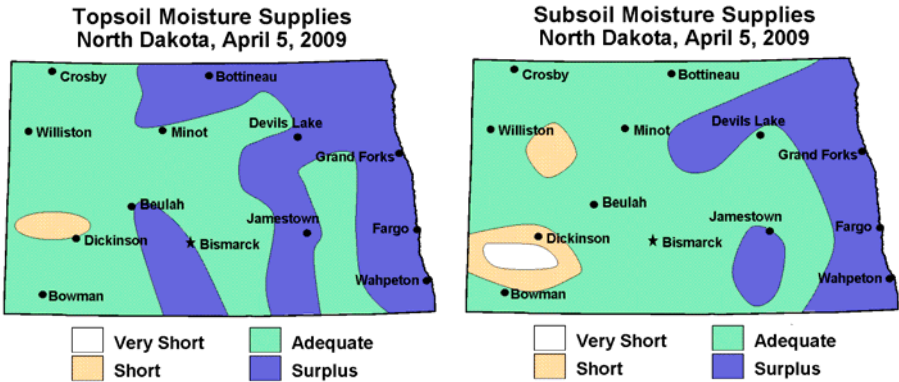 Topsoil Moisture Supplies
North Dakota, April 5, 2009
Crosby
Bottineau
Williston
Minot
Devils Lake
Grand Forks
Beulah
Jamestown
Dickinson
Bismarck
Fargo
Wahpeton
Bowman
Very Short
Adequate
Short
Surplus
Subsoil Moisture Supplies
North Dakota, April 5, 2009
Crosby
Bottineau
Williston
Minot
Devils Lake
Grand Forks
Beulah
Jamestown
Dickinson
Bismarck
Fargo
Wahpeton
Bowman
Very Short
Adequate
Short
Surplus